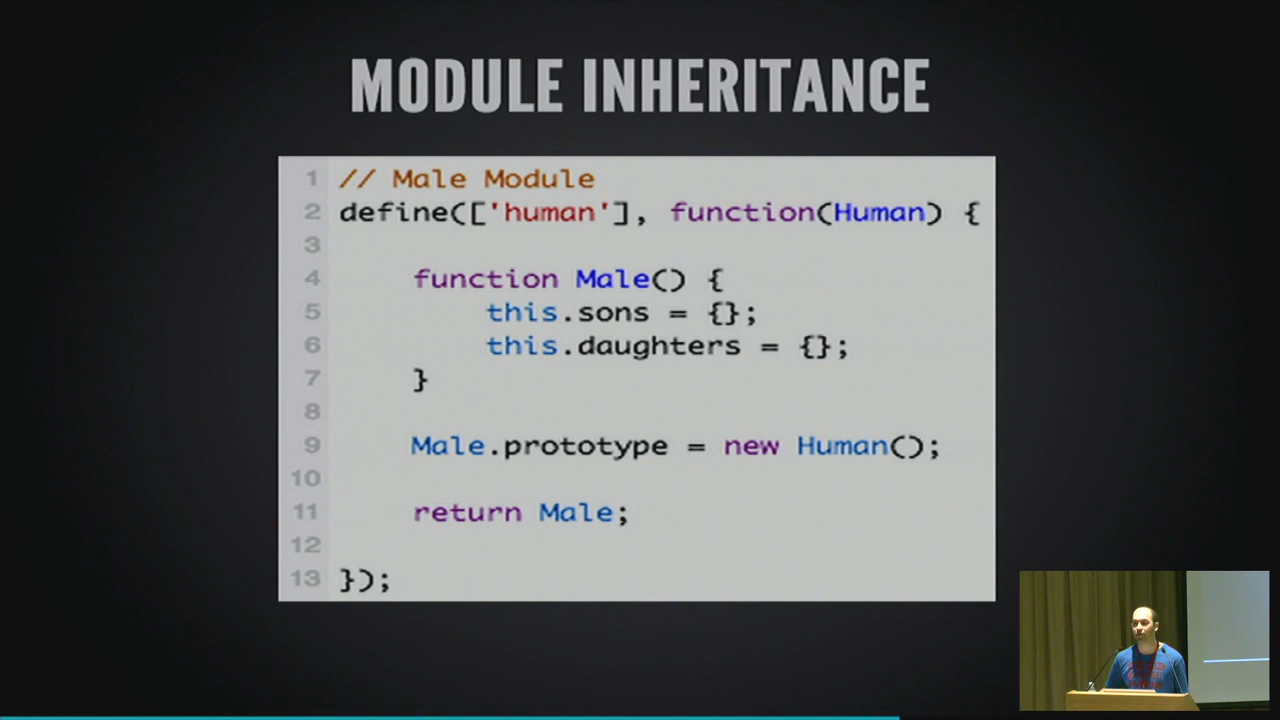 MODULE INHERITANCE
1 // Male Module
2 define(['human'], function(Human) {
3
4 function Male() {
5 this.sons = {};
6 this.daughters = {};
7 }
8
9 Male.prototype = new Human();
10
11 return Male;
12
13 });